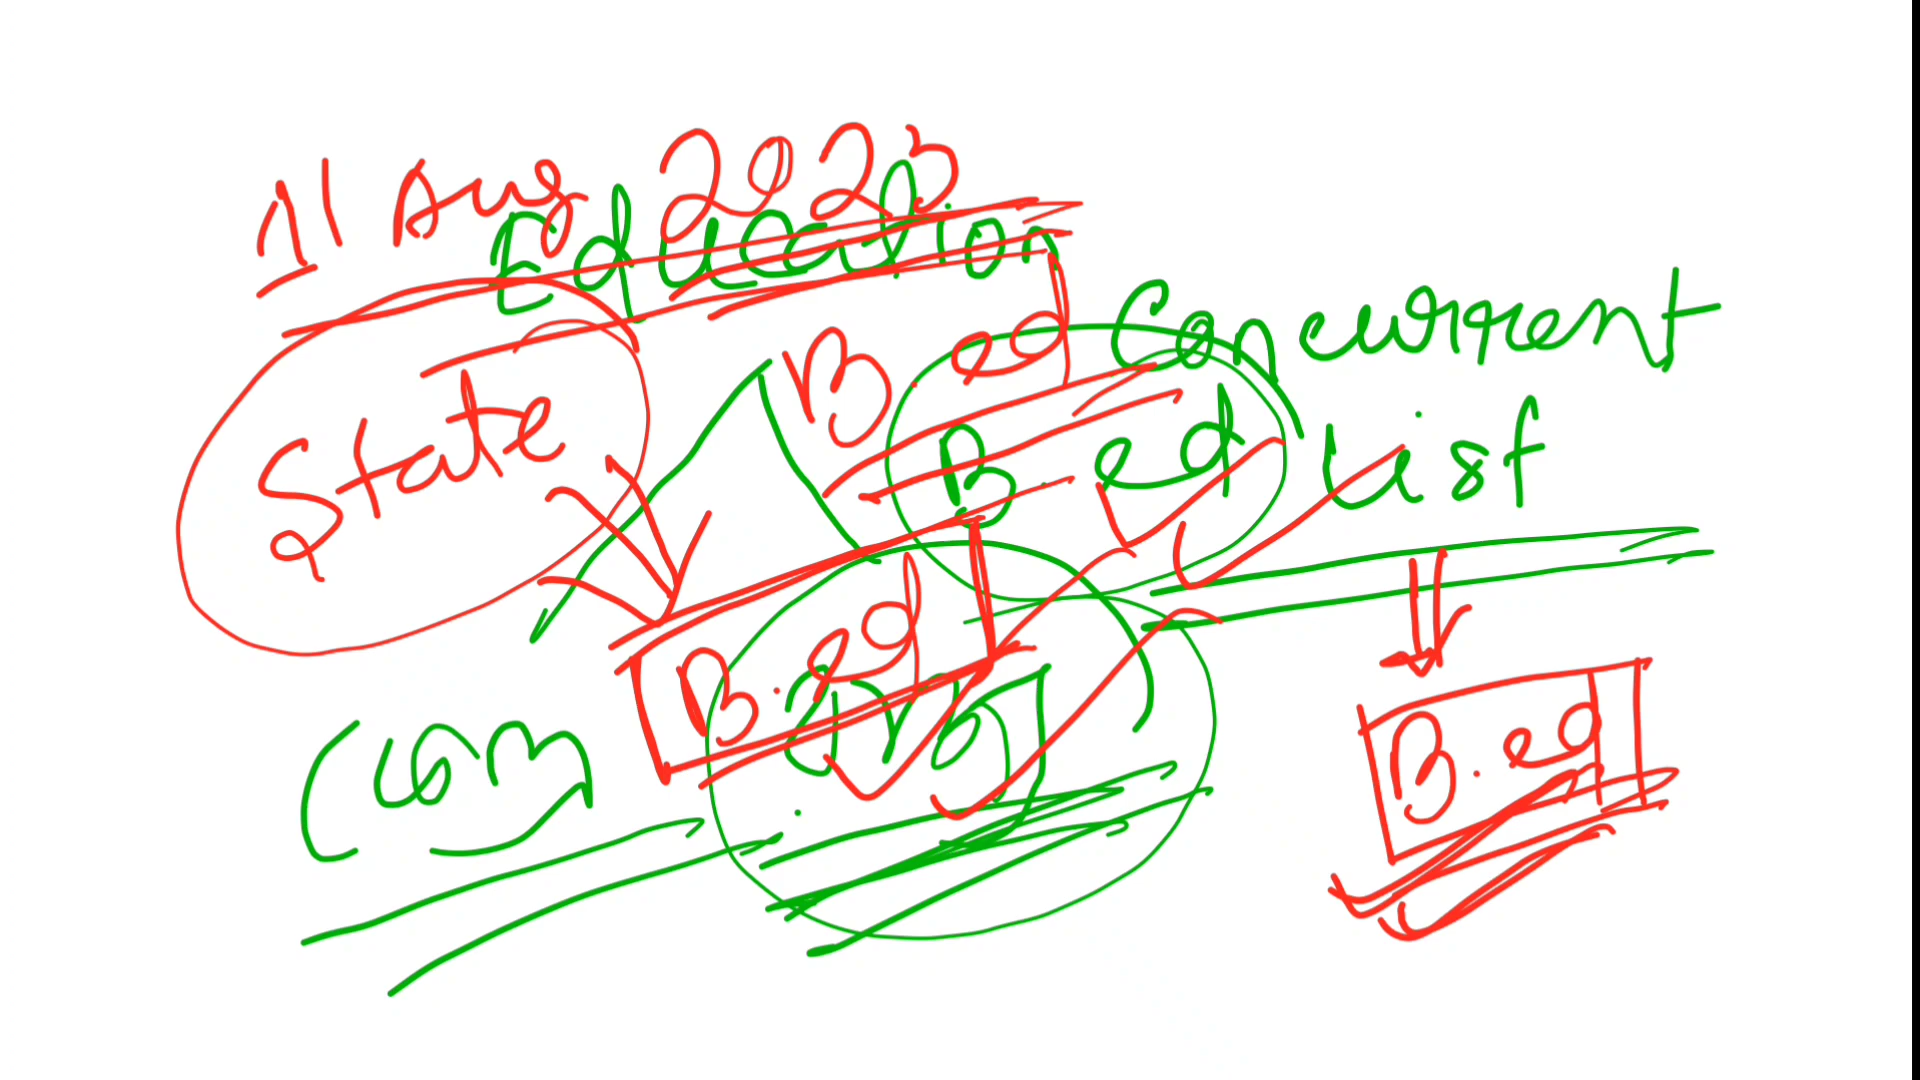 11 Aug 2023
Education
Concurrent
List
B.ed
B.ed
State
B.ed
B.ed